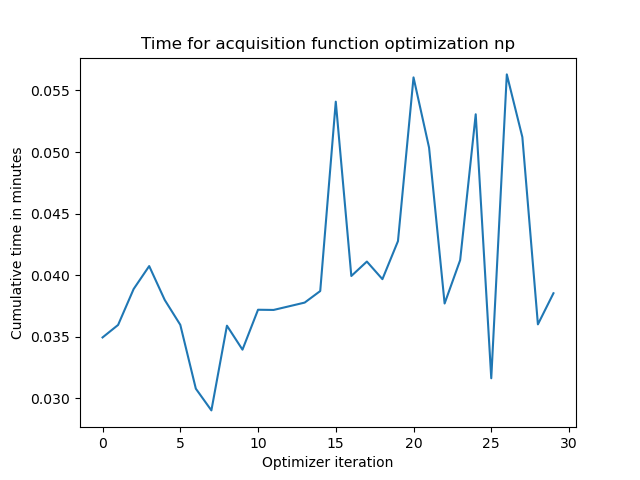 Time for acquisition function optimization np
0.055
0.050
0.045
0.040
0.035
0.030
Cumulative time in minutes
0 5 10 15 20 25 30
Optimizer iteration